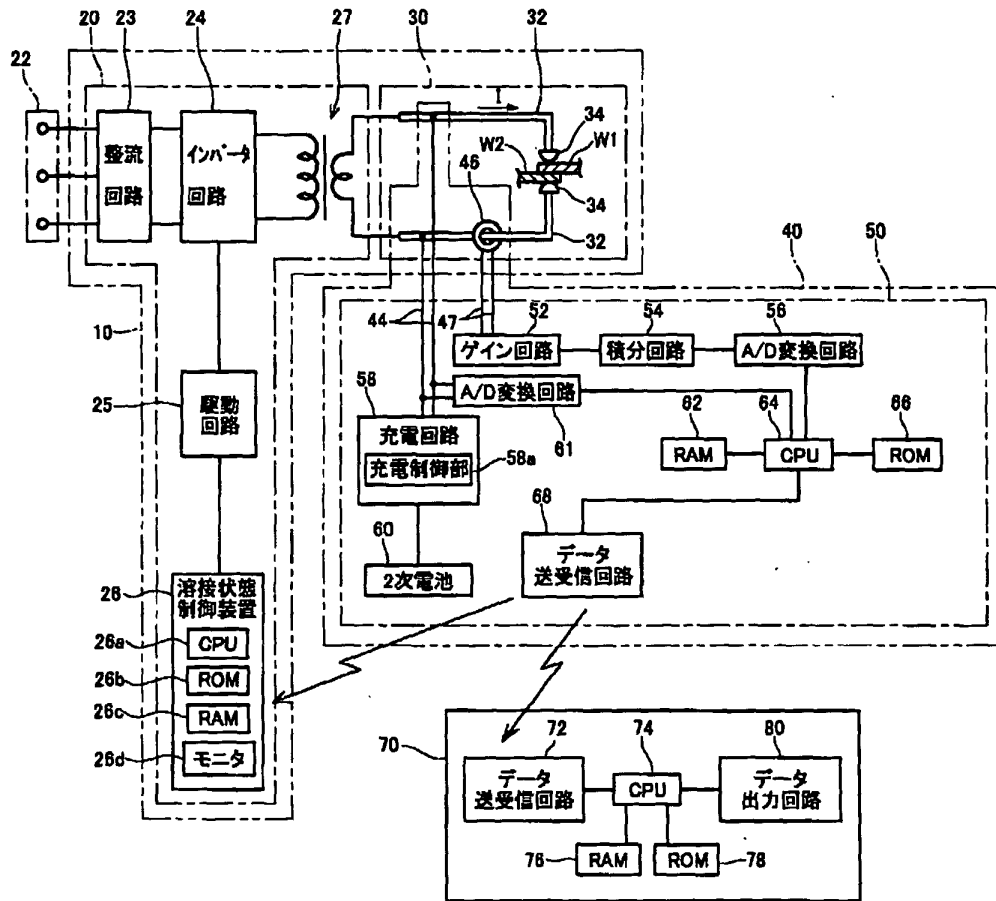 20
23
24
27
30
32
22
I
34
W2
W1
整流
回路
インバータ
回路
46
34
32
40
50
10
44
47
52
54
56
ゲイン回路
積分回路
A/D変換回路
58
A/D変換回路
61
25
駆動
回路
充電回路
充電制御部
58a
62
64
66
RAM
CPU
ROM
68
データ
送受信回路
60
2次電池
26
溶接状態
制御装置
26a
CPU
26b
ROM
26c
RAM
26d
モニタ
70
72
74
80
データ
送受信回路
CPU
データ
出力回路
76
RAM
ROM
78